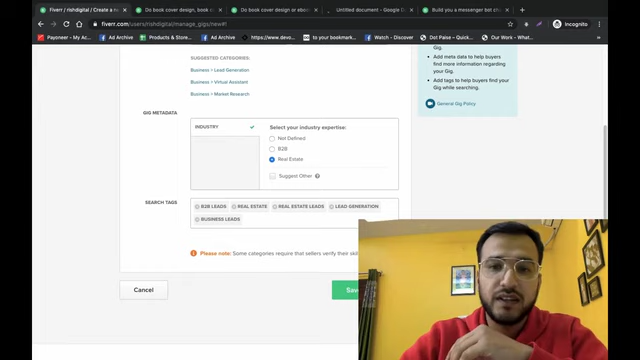 Fiverr / rishdigital / Create a n
Do book cover design, book in
Do book cover design or eboo
Untitled document - Google D
Build you a messenger bot ch
fiverr.com/users/rishdigital/manage_gigs/new#!
Incognito
Payoneer
My
Ad Archive
Products & Store...
https://www.devo...
to your bookmark...
Ad Archive
Dot Paise - Country...
Our Work - What...
SUGGESTED CATEGORIES:
Business > Lead Generation
Business > Virtual Assistant
Business > Market Research
GIG METADATA
INDUSTRY
Select your industry expertise:
Not Defined
B2B
Real Estate
Suggest Other
SEARCH TAGS
B2B LEADS
REAL ESTATE
REAL ESTATE LEADS
LEAD GENERATION
BUSINESS LEADS
Please note: Some categories require that sellers verify their skil
Cancel
Sav
Gig.
Add meta data to help buyers
find more information regarding
your Gig.
Add tags to help buyers find your
Gig while searching.
General Gig Policy